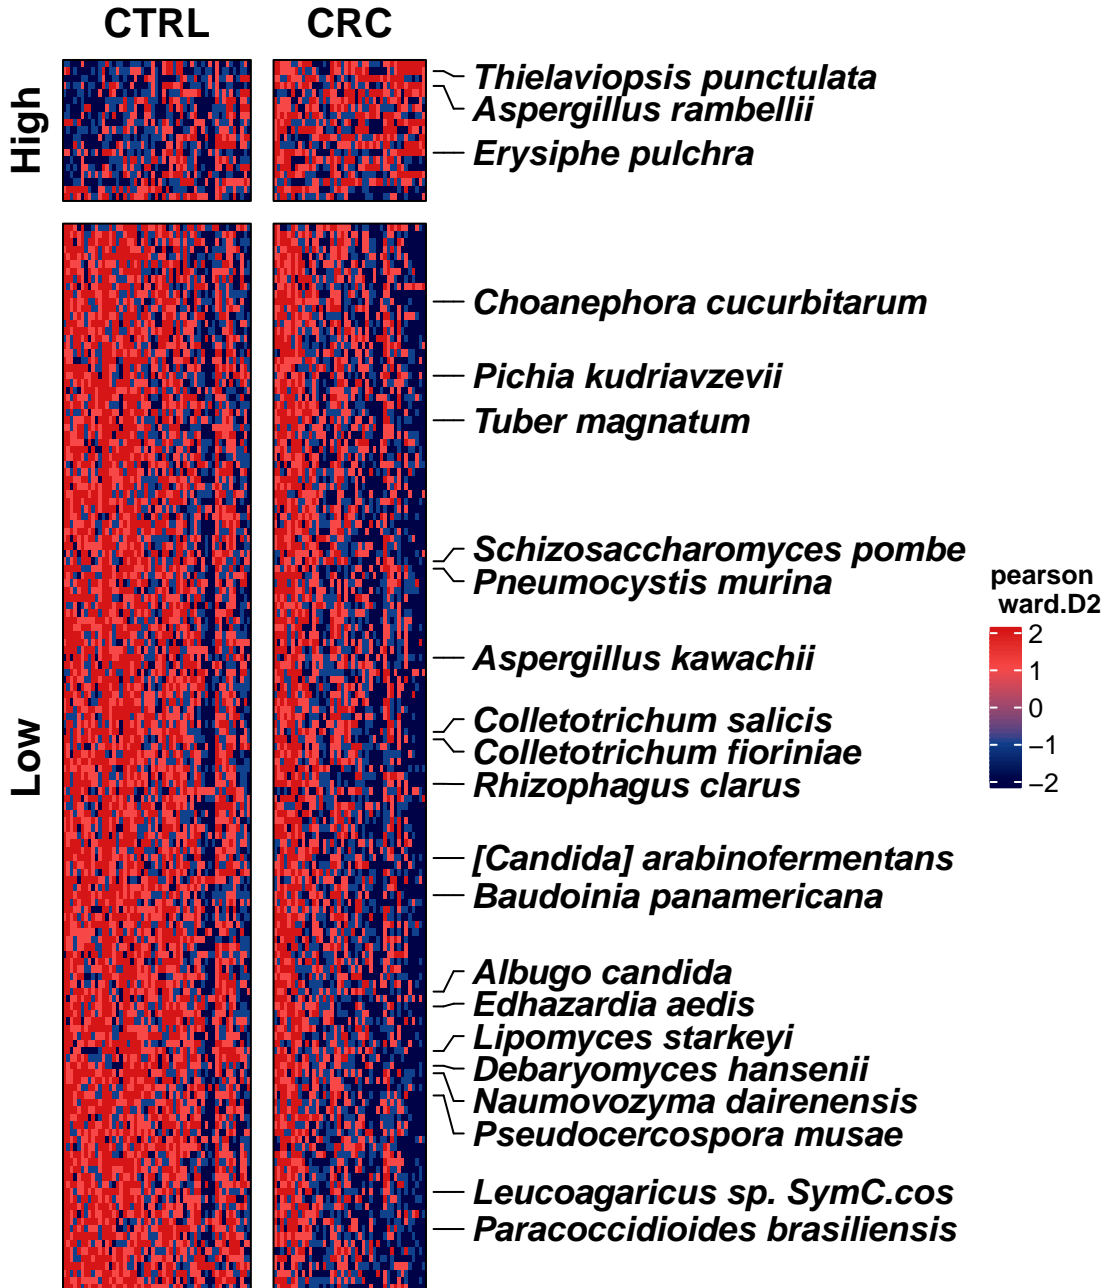 CTRL
CRC
High
Thielaviopsis punctulata
Aspergillus rambellii
Erysiphe pulchra
Low
Choanephora cucurbitarum
Pichia kudriavzevii
Tuber magnatum
Schizosaccharomyces pombe
Pneumocystis murina
Aspergillus kawachii
Colletotrichum salicis
Colletotrichum fioriniae
Rhizophagus clarus
[Candida] arabinofermentans
Baudoinia panamericana
Albugo candida
Edhazardia aedis
Lipomyces starkeyi
Debaryomyces hansenii
Naumovozyma dairenensis
Pseudocercospora musae
Leucoagaricus sp. SymC.cos
Paracoccidioides brasiliensis
pearson
ward.D2
2
1
0
−1
−2